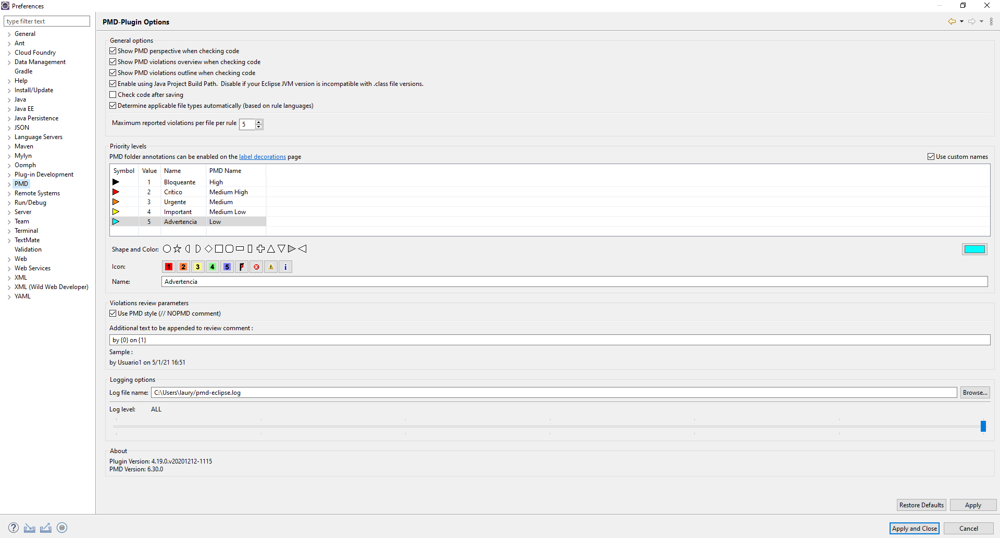 Preferences
type filter text
General
Ant
Cloud Foundry
Data Management
Gradle
Help
Install/Update
Java
Java EE
Java Persistence
JSON
Language Servers
Maven
Mylyn
Oomph
Plug-in Development
PMD
Remote Systems
Run/Debug
Server
Team
Terminal
TextMate
Validation
Web
Web Services
XML
XML (Wild Web Developer)
YAML
PMD-Plugin Options
General options
Show PMD perspective when checking code
Show PMD violations overview when checking code
Show PMD violations outline when checking code
Enable using Java Project Build Path.  Disable if your Eclipse JVM version is incompatible with .class file versions.
Check code after saving
Determine applicable file types automatically (based on rule languages)
Maximum reported violations per file per rule 5
Priority levels
PMD folder annotations can be enabled on the label decorations page
Use custom names
Symbol Value Name PMD Name
1 Bloqueante High
2 Crítico Medium High
3 Urgente Medium
4 Important Medium Low
5 Advertencia Low
Shape and Color:
Icon: 1 2 3 4 5
Name: Advertencia
Violations review parameters
Use PMD style (// NOPMD comment)
Additional text to be appended to review comment :
by {0} on {1}
Sample :
by Usuario1 on 5/1/21 16:51
Logging options
Log file name: C:\Users\laury/pmd-eclipse.log Browse...
Log level: ALL
About
Plugin Version: 4.19.0.v20201212-1115
PMD Version: 6.30.0
Restore Defaults Apply
Apply and Close Cancel